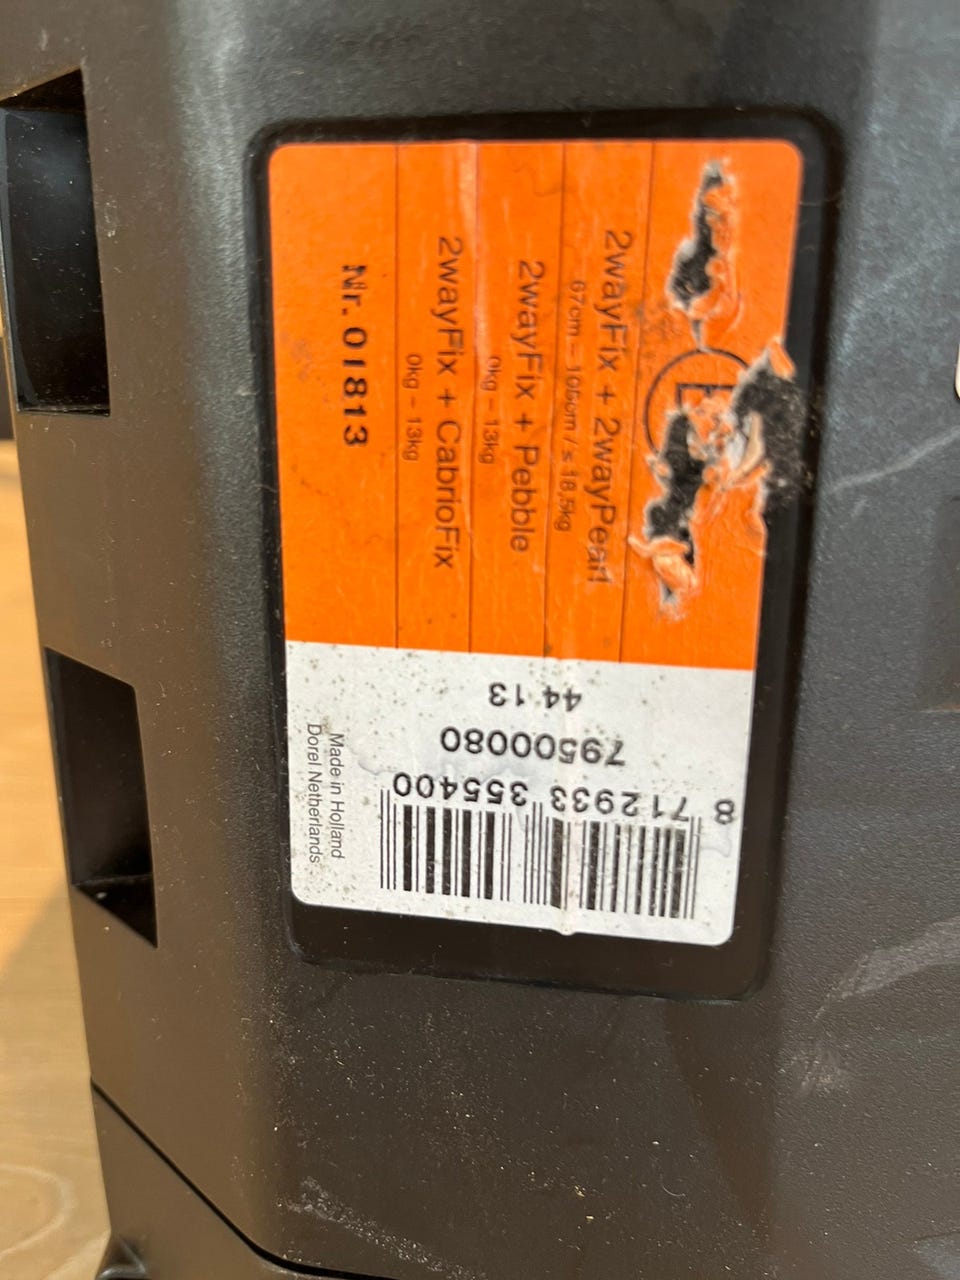 2wayFix + 2wayPearl
67cm – 105cm / ≤ 18,5kg
2wayFix + Pebble
0kg – 13kg
2wayFix + CabrioFix
0kg – 13kg
Nr. 01813
44 13
79500080
8 712933 355400
Made in Holland
Dorel Netherlands